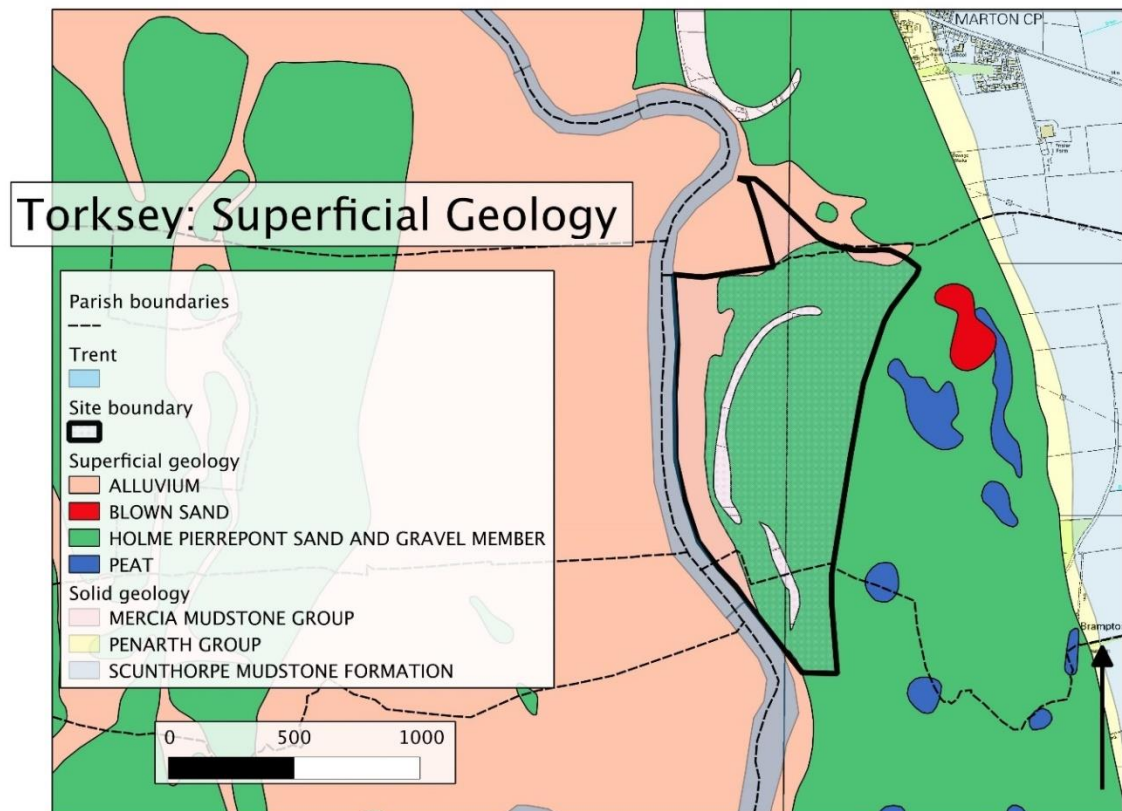 MARTON CP
Torksey: Superficial Geology
Parish boundaries
Trent
Site boundary
Superficial geology
ALLUVIUM
BLOWN SAND
HOLME PIERREPONT SAND AND GRAVEL MEMBER
PEAT
Solid geology
MERCIA MUDSTONE GROUP
PENARTH GROUP
SCUNTHORPE MUDSTONE FORMATION
Brampto
0 500 1000